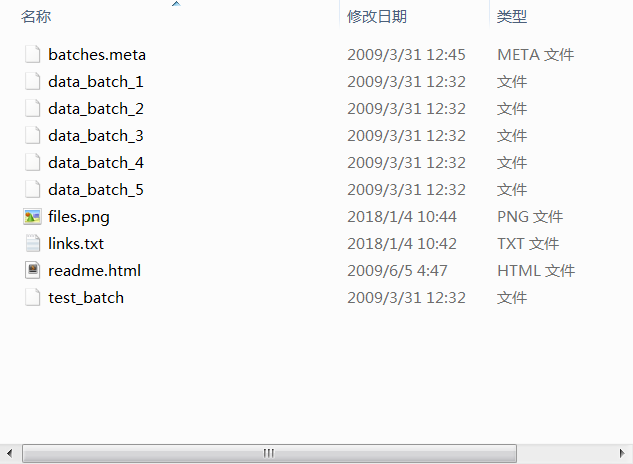 名称 修改日期 类型
batches.meta 2009/3/31 12:45 META 文件
data_batch_1 2009/3/31 12:32 文件
data_batch_2 2009/3/31 12:32 文件
data_batch_3 2009/3/31 12:32 文件
data_batch_4 2009/3/31 12:32 文件
data_batch_5 2009/3/31 12:32 文件
files.png 2018/1/4 10:44 PNG 文件
links.txt 2018/1/4 10:42 TXT 文件
readme.html 2009/6/5 4:47 HTML 文件
test_batch 2009/3/31 12:32 文件